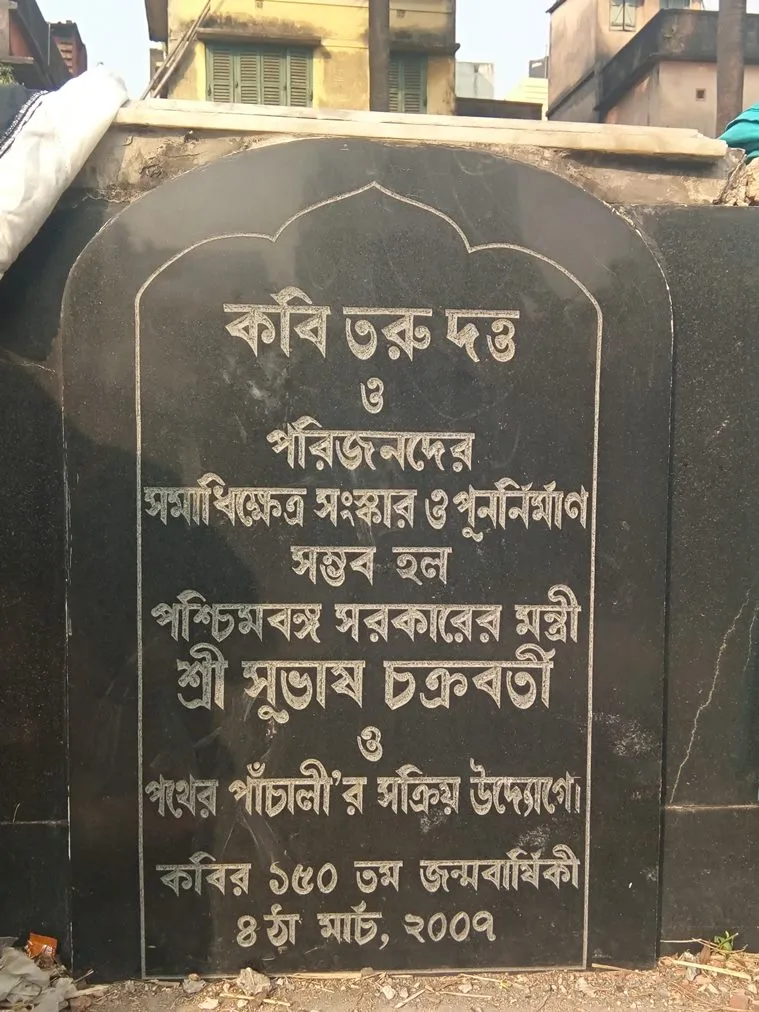 কবি তরু দত্ত
ও
পরিজনদের
সমাধিক্ষেত্র সংস্কার ও পুনর্নির্মাণ
সম্ভব হল
পশ্চিমবঙ্গ সরকারের মন্ত্রী
শ্রী সুভাষ চক্রবর্তী
ও
পথের পাঁচালী'র সক্রিয় উদ্যোগে।
কবির ১৫০ তম জন্মবার্ষিকী
৪ ঠা মার্চ, ২০০৭